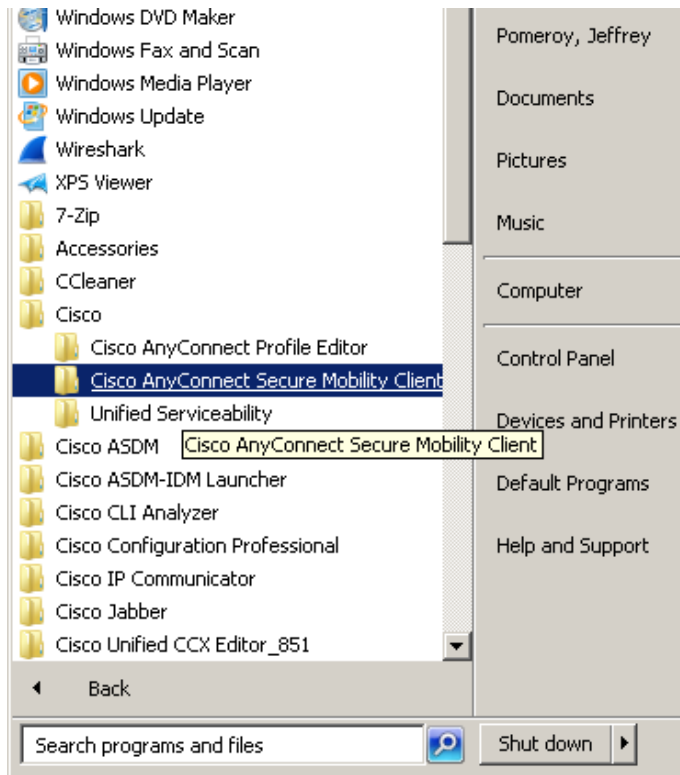 Windows DVD Maker
Windows Fax and Scan
Windows Media Player
Windows Update
Wireshark
XPS Viewer
7-Zip
Accessories
CCleaner
Cisco
Cisco AnyConnect Profile Editor
Cisco AnyConnect Secure Mobility Client
Unified Serviceability
Cisco ASDM
Cisco AnyConnect Secure Mobility Client
Cisco ASDM-IDM Launcher
Cisco CLI Analyzer
Cisco Configuration Professional
Cisco IP Communicator
Cisco Jabber
Cisco Unified CCX Editor_851
Back
Search programs and files
Pomeroy, Jeffrey
Documents
Pictures
Music
Computer
Control Panel
Devices and Printers
Default Programs
Help and Support
Shut down